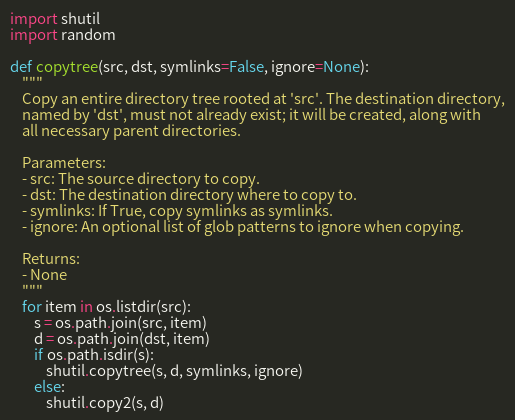 import shutil
import random

def copytree(src, dst, symlinks=False, ignore=None):
    """
    Copy an entire directory tree rooted at 'src'. The destination directory,
    named by 'dst', must not already exist; it will be created, along with
    all necessary parent directories.

    Parameters:
    - src: The source directory to copy.
    - dst: The destination directory where to copy to.
    - symlinks: If True, copy symlinks as symlinks.
    - ignore: An optional list of glob patterns to ignore when copying.

    Returns:
    - None
    """
    for item in os.listdir(src):
        s = os.path.join(src, item)
        d = os.path.join(dst, item)
        if os.path.isdir(s):
            shutil.copytree(s, d, symlinks, ignore)
        else:
            shutil.copy2(s, d)